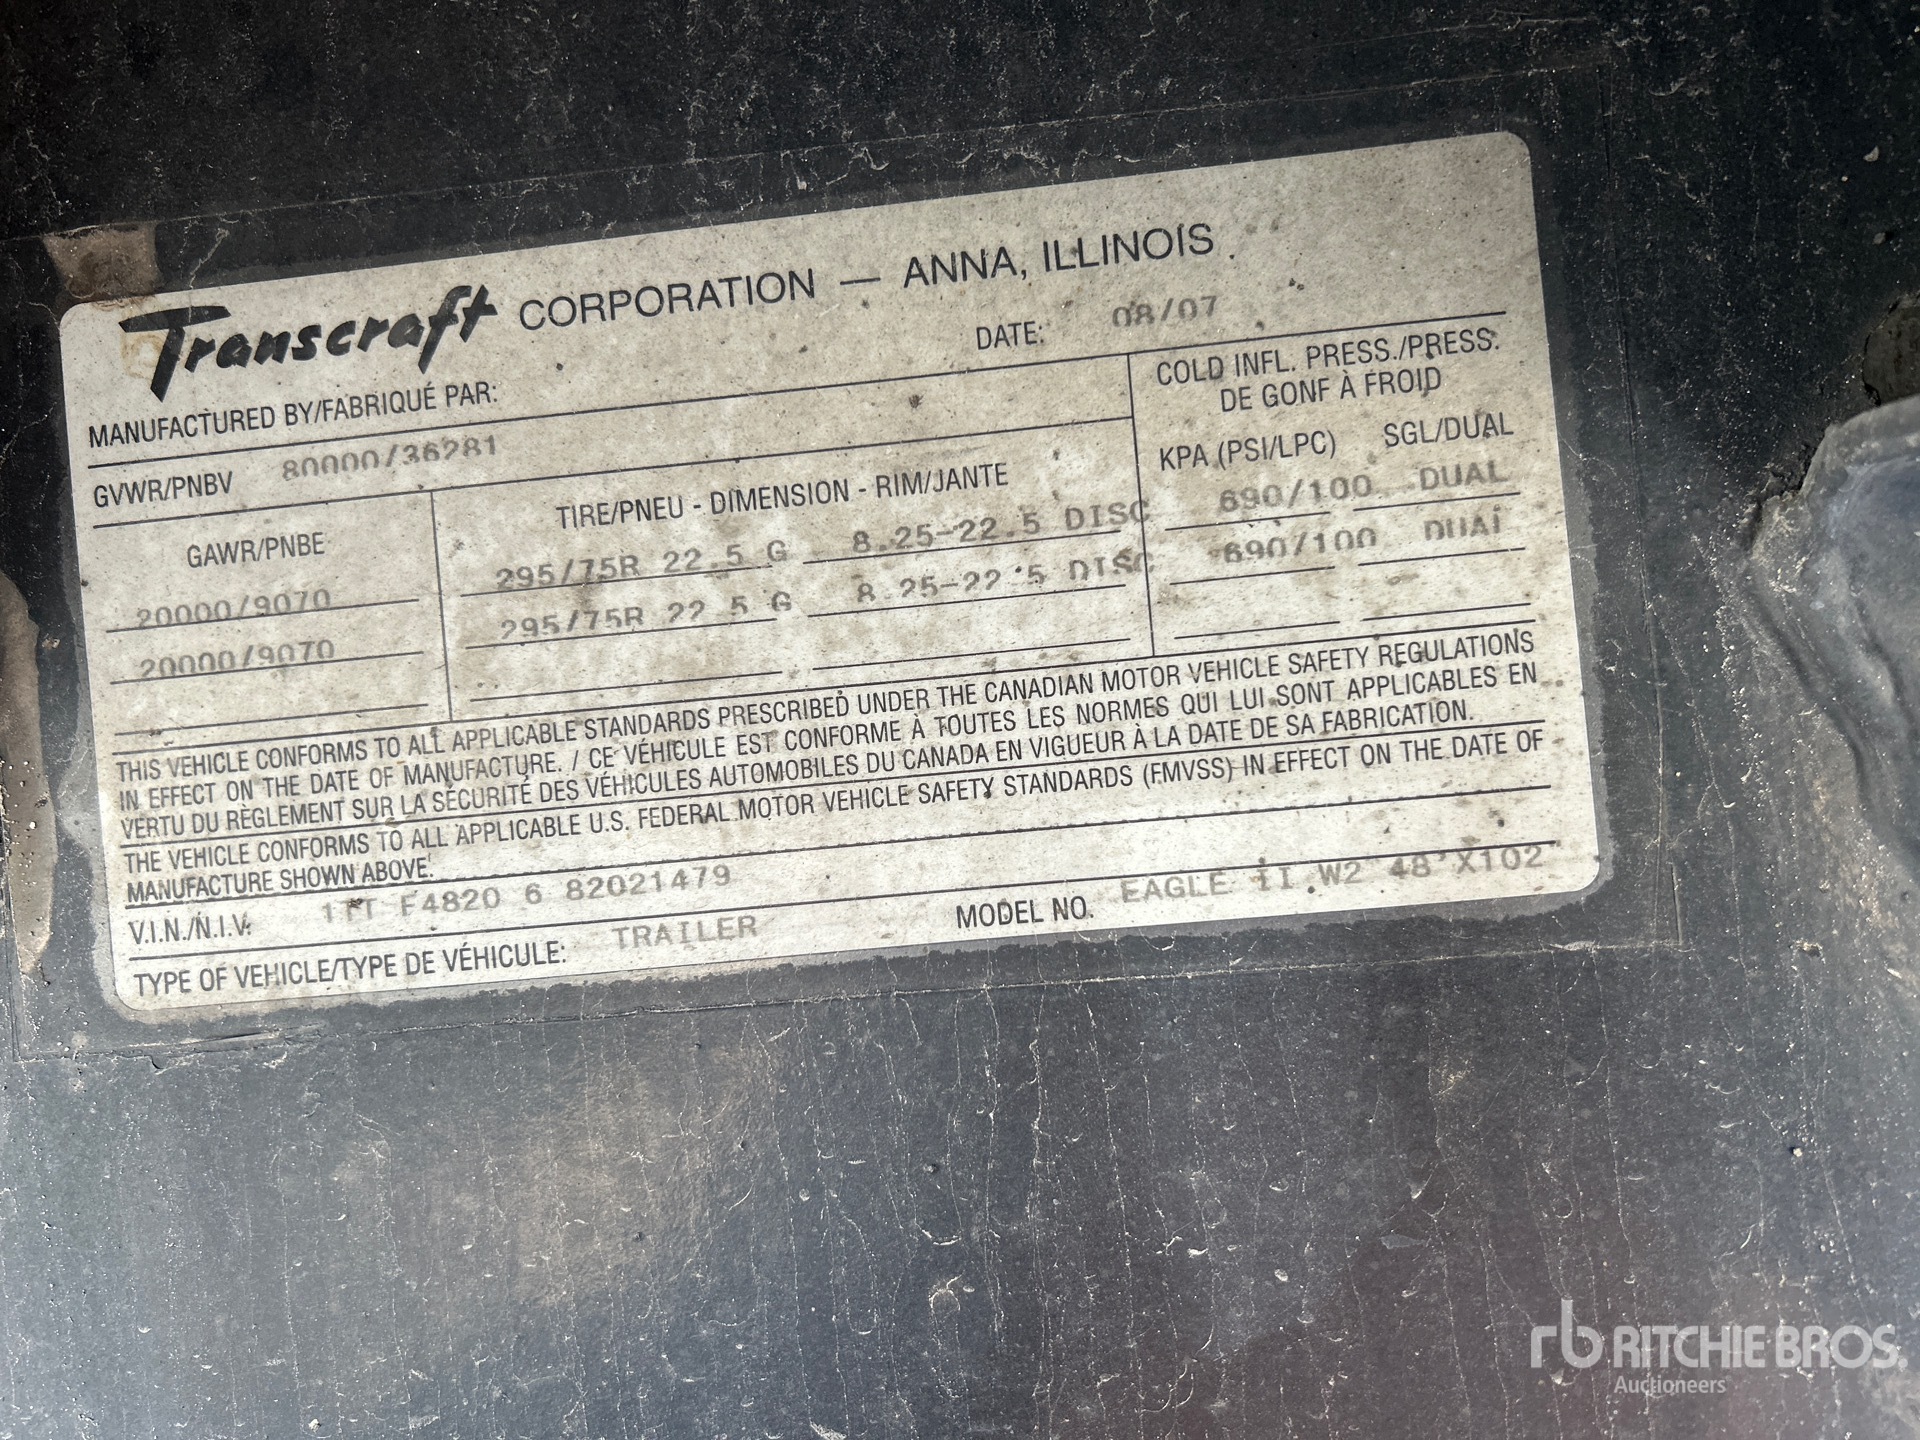 Transcraft CORPORATION — ANNA, ILLINOIS
DATE: 08/07
MANUFACTURED BY/FABRIQUÉ PAR:
GVWR/PNBV 80000/36281
COLD INFL. PRESS./PRESS.
DE GONF À FROID
GAWR/PNBE TIRE/PNEU - DIMENSION - RIM/JANTE KPA (PSI/LPC) SGL/DUAL
20000/9070 295/75R 22.5 G 8.25-22.5 DISC 690/100 DUAL
20000/9070 295/75R 22.5 G 8.25-22.5 DISC 690/100 DUAL
THIS VEHICLE CONFORMS TO ALL APPLICABLE STANDARDS PRESCRIBED UNDER THE CANADIAN MOTOR VEHICLE SAFETY REGULATIONS
IN EFFECT ON THE DATE OF MANUFACTURE. / CE VÉHICULE EST CONFORME À TOUTES LES NORMES QUI LUI SONT APPLICABLES EN
VERTU DU RÈGLEMENT SUR LA SÉCURITÉ DES VÉHICULES AUTOMOBILES DU CANADA EN VIGUEUR À LA DATE DE SA FABRICATION.
THE VEHICLE CONFORMS TO ALL APPLICABLE U.S. FEDERAL MOTOR VEHICLE SAFETY STANDARDS (FMVSS) IN EFFECT ON THE DATE OF
MANUFACTURE SHOWN ABOVE.
V.I.N./N.I.V. F4820 6 82021479
TYPE OF VEHICLE/TYPE DE VÉHICULE: TRAILER MODEL NO. EAGLE II W2 48'X102
rb RITCHIE BROS.
Auctioneers